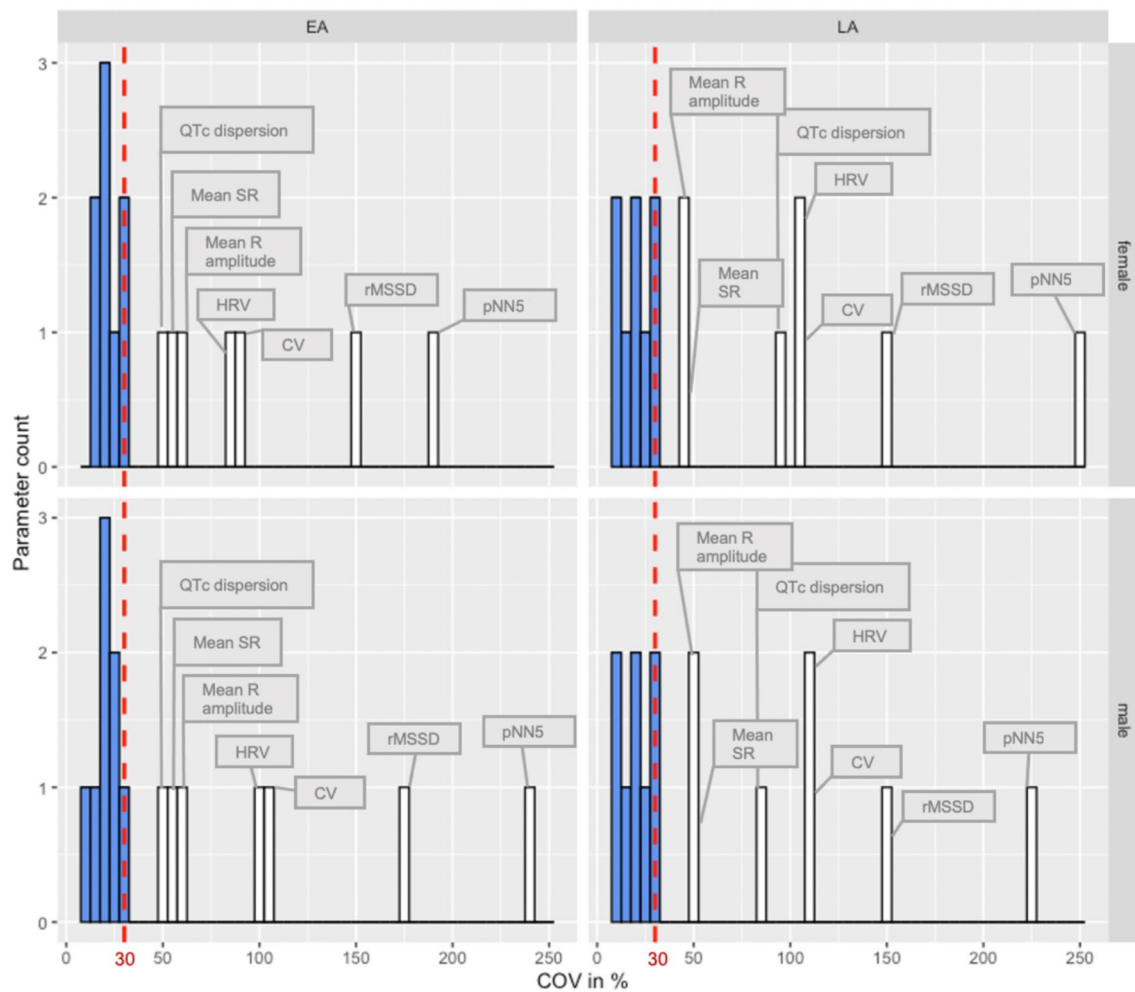 EA
LA
3
2
1
0
QTc dispersion
Mean SR
Mean R
amplitude
HRV
CV
rMSSD
pNN5
Mean R
amplitude
QTc dispersion
HRV
Mean
SR
CV
rMSSD
pNN5
female
Parameter count
3
2
1
0
QTc dispersion
Mean SR
Mean R
amplitude
HRV
CV
rMSSD
pNN5
Mean R
amplitude
QTc dispersion
HRV
Mean
SR
CV
rMSSD
pNN5
male
0 30 50 100 150 200 250
0 30 50 100 150 200 250
COV in %